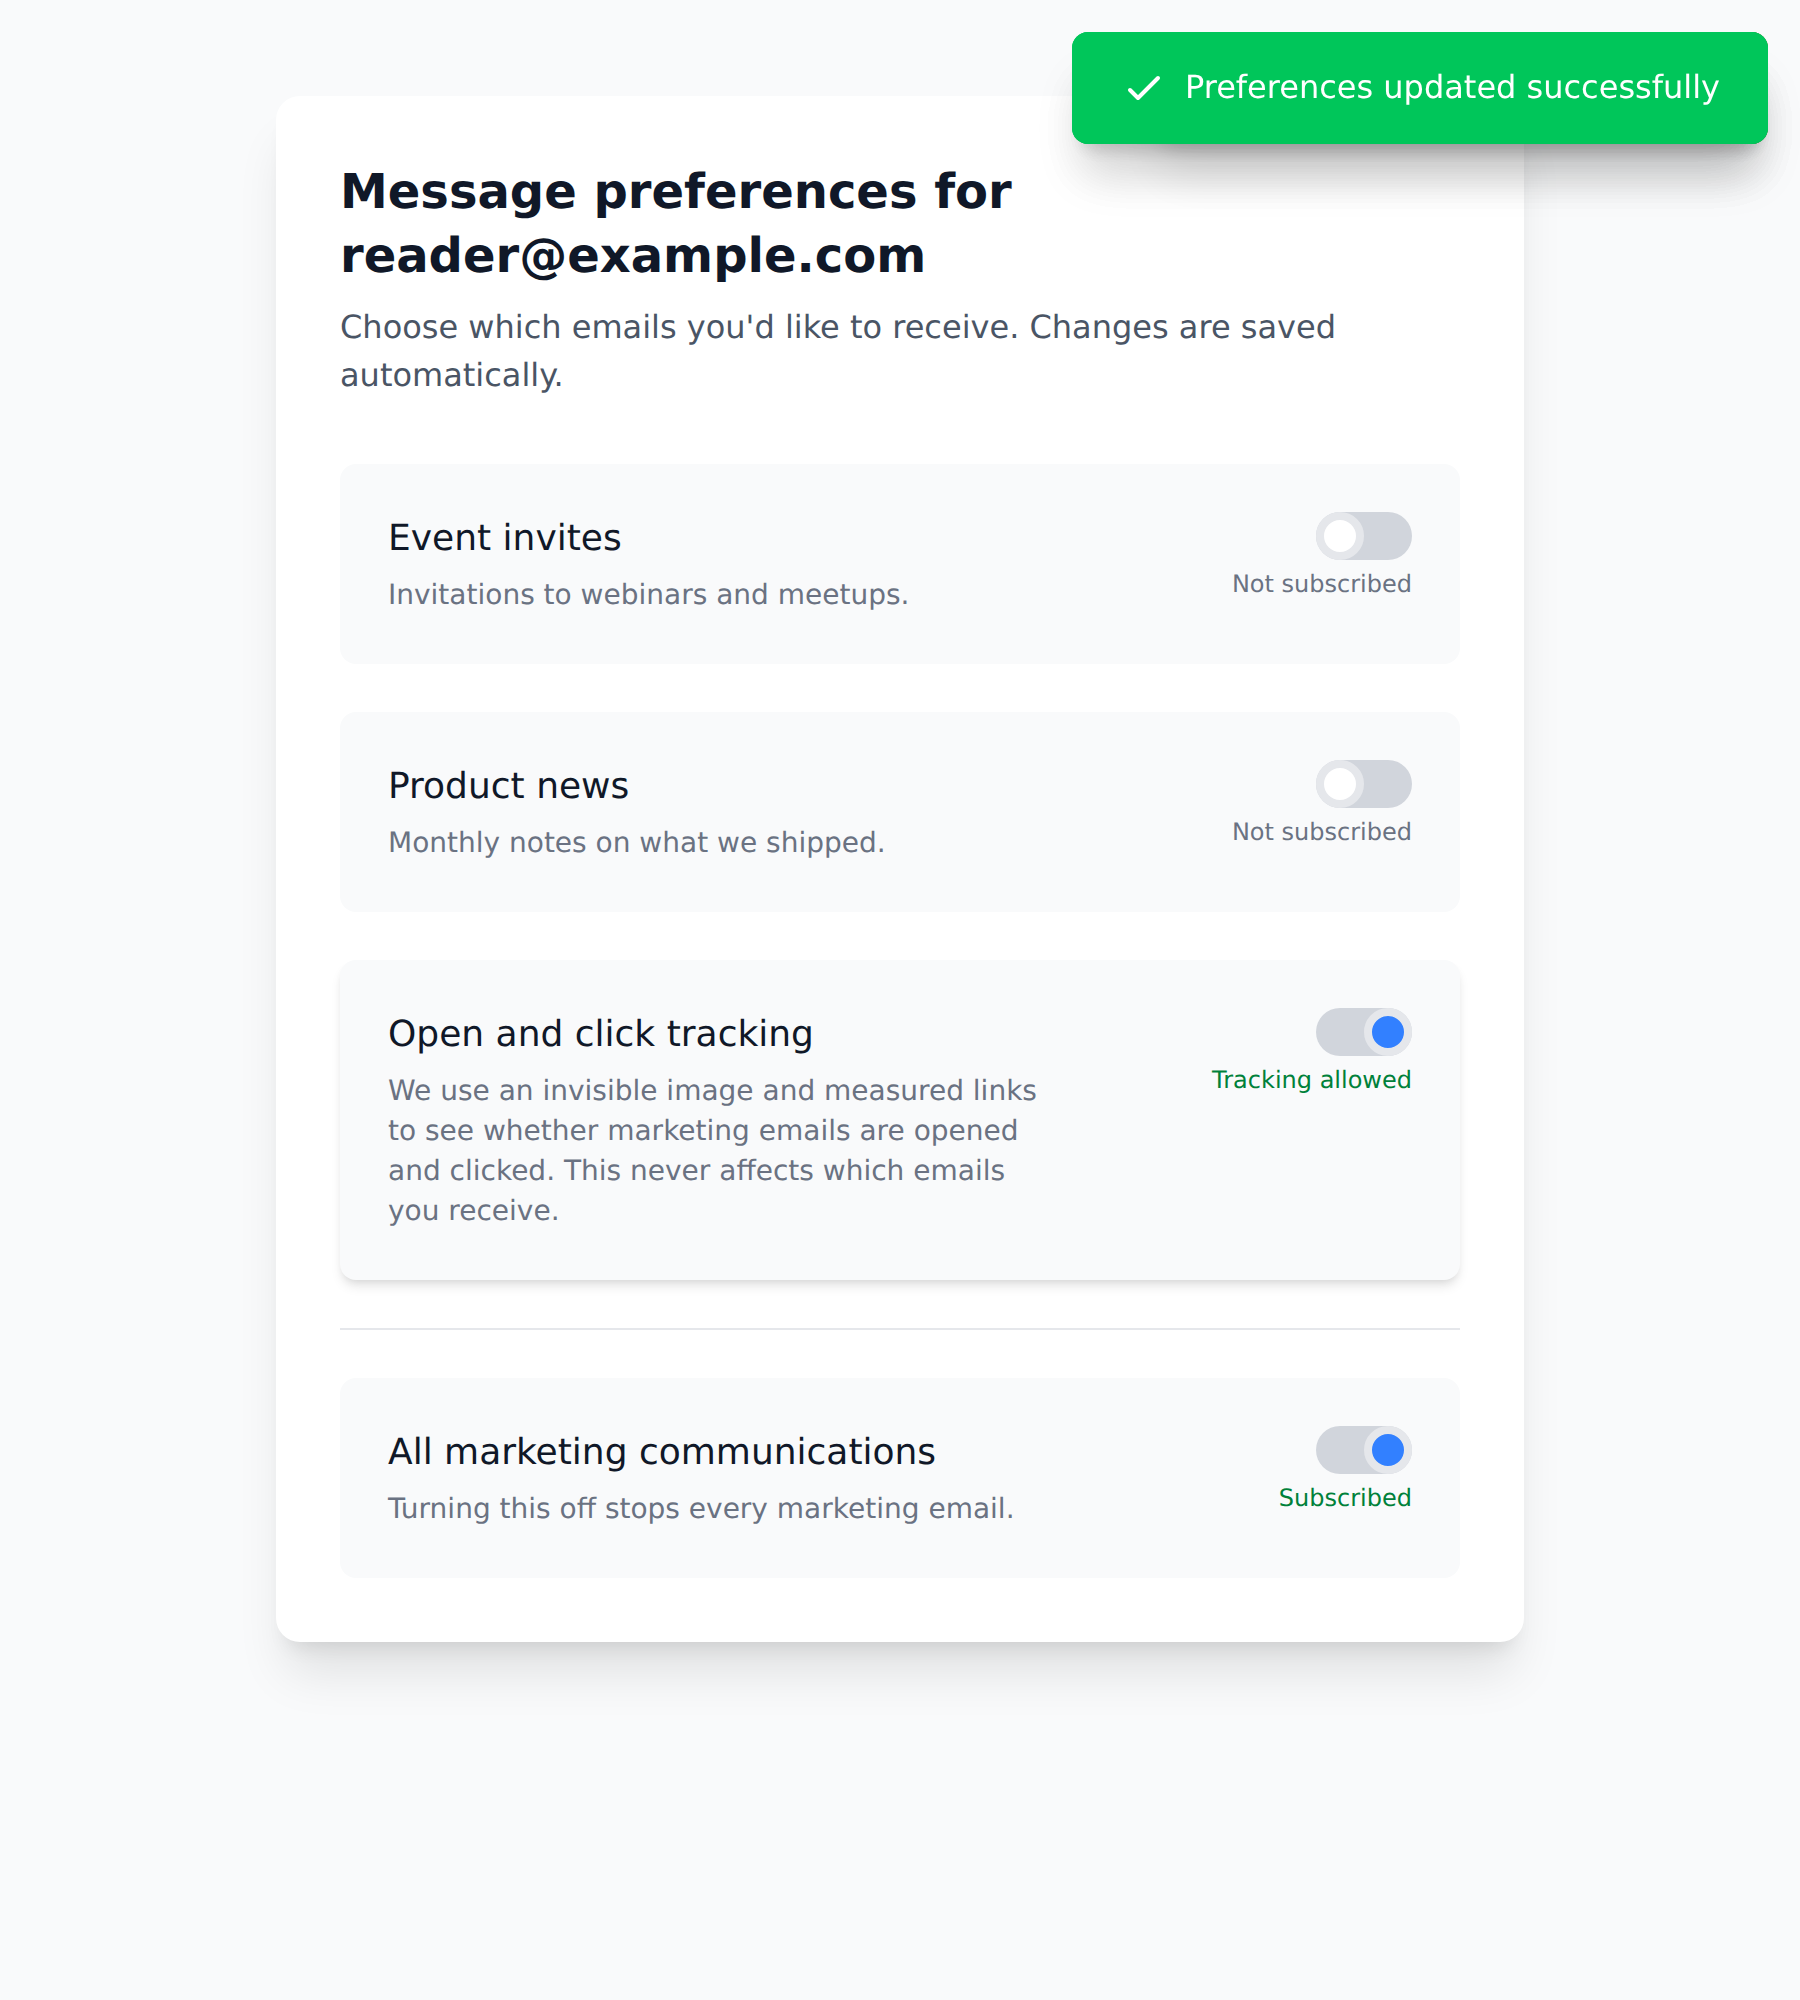 Preferences updated successfully
Message preferences for
reader@example.com
Choose which emails you'd like to receive. Changes are saved
automatically.
Event invites
Invitations to webinars and meetups.
Not subscribed
Product news
Monthly notes on what we shipped.
Not subscribed
Open and click tracking
We use an invisible image and measured links
to see whether marketing emails are opened
and clicked. This never affects which emails
you receive.
Tracking allowed
All marketing communications
Turning this off stops every marketing email.
Subscribed